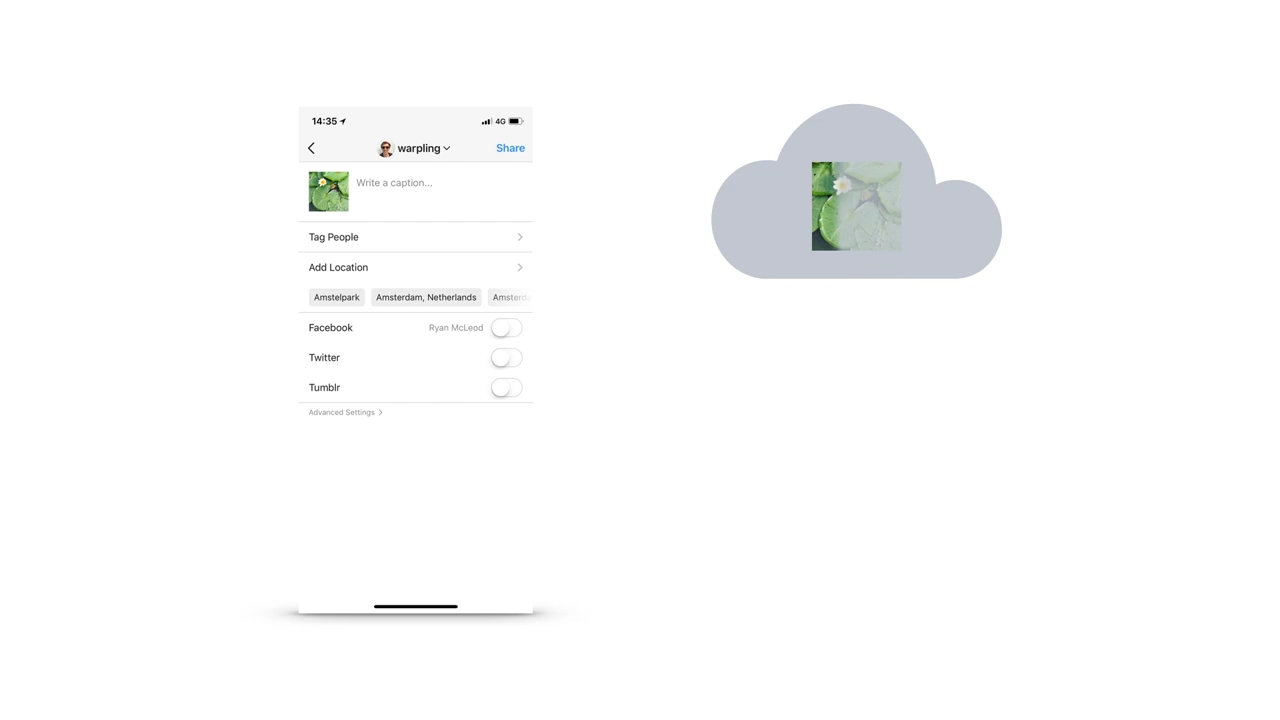 14:35
4G
warpling
Share
Write a caption...
Tag People
Add Location
Amstelpark
Amsterdam, Netherlands
Facebook
Ryan McLeod
Twitter
Tumblr
Advanced Settings